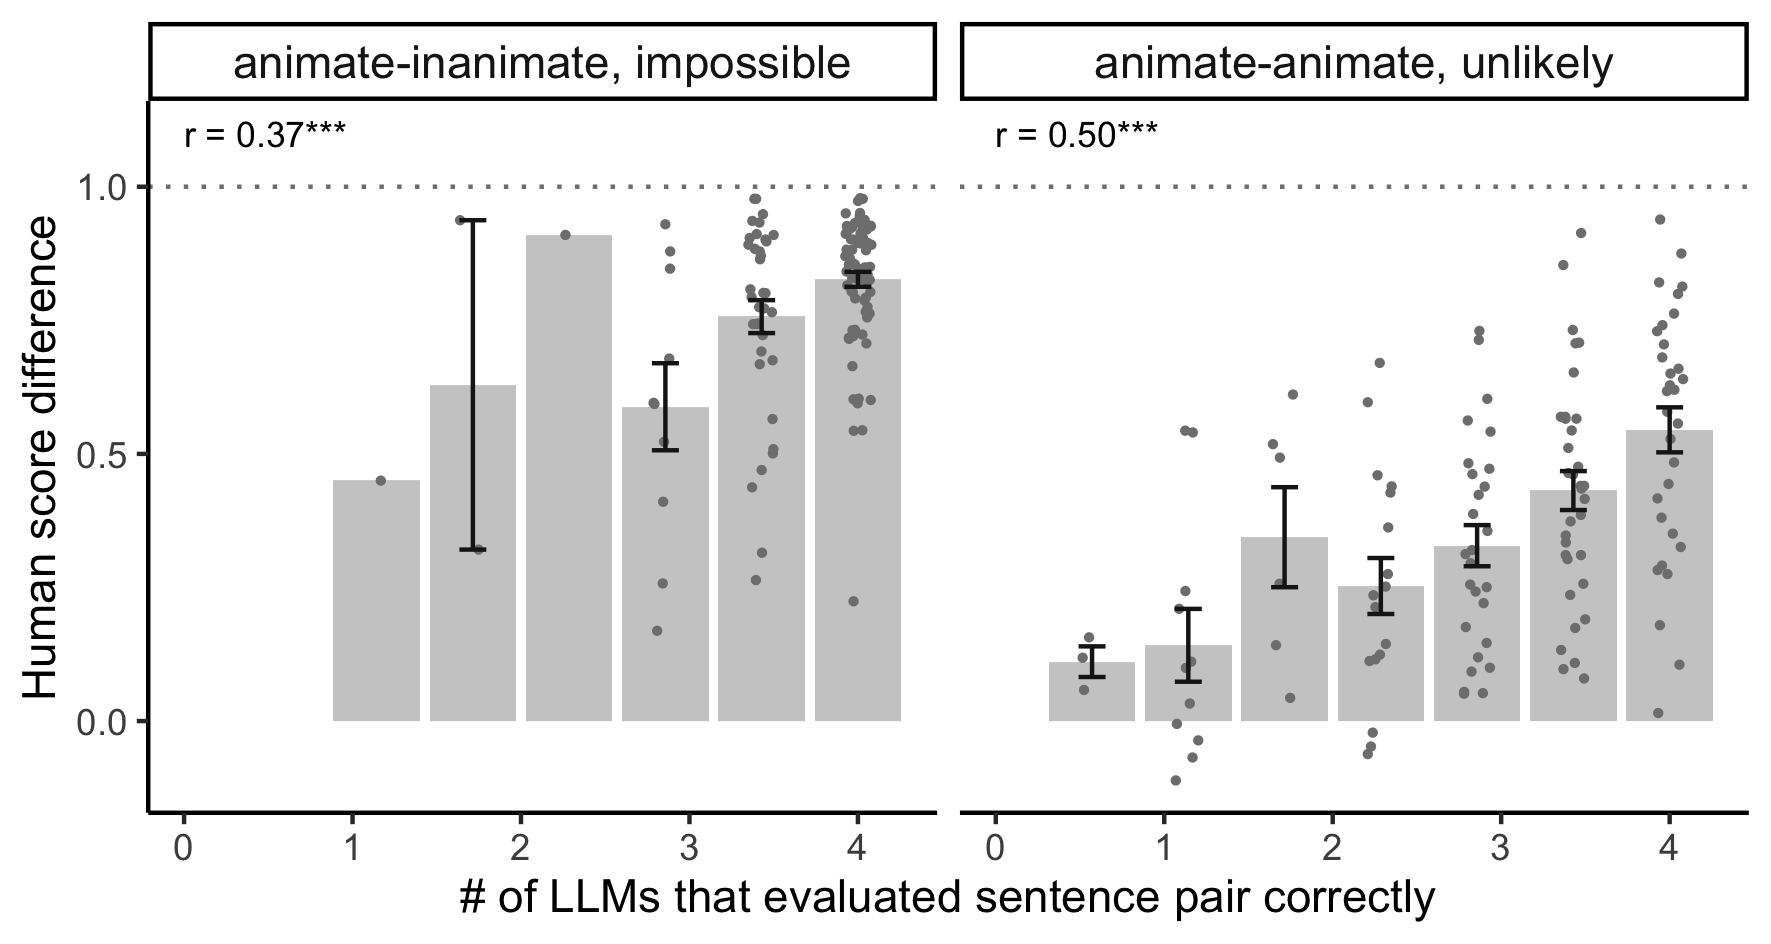 animate-inanimate, impossible
animate-animate, unlikely
r = 0.37***
r = 0.50***
1.0
0.5
0.0
Human score difference
0 1 2 3 4
0 1 2 3 4
# of LLMs that evaluated sentence pair correctly